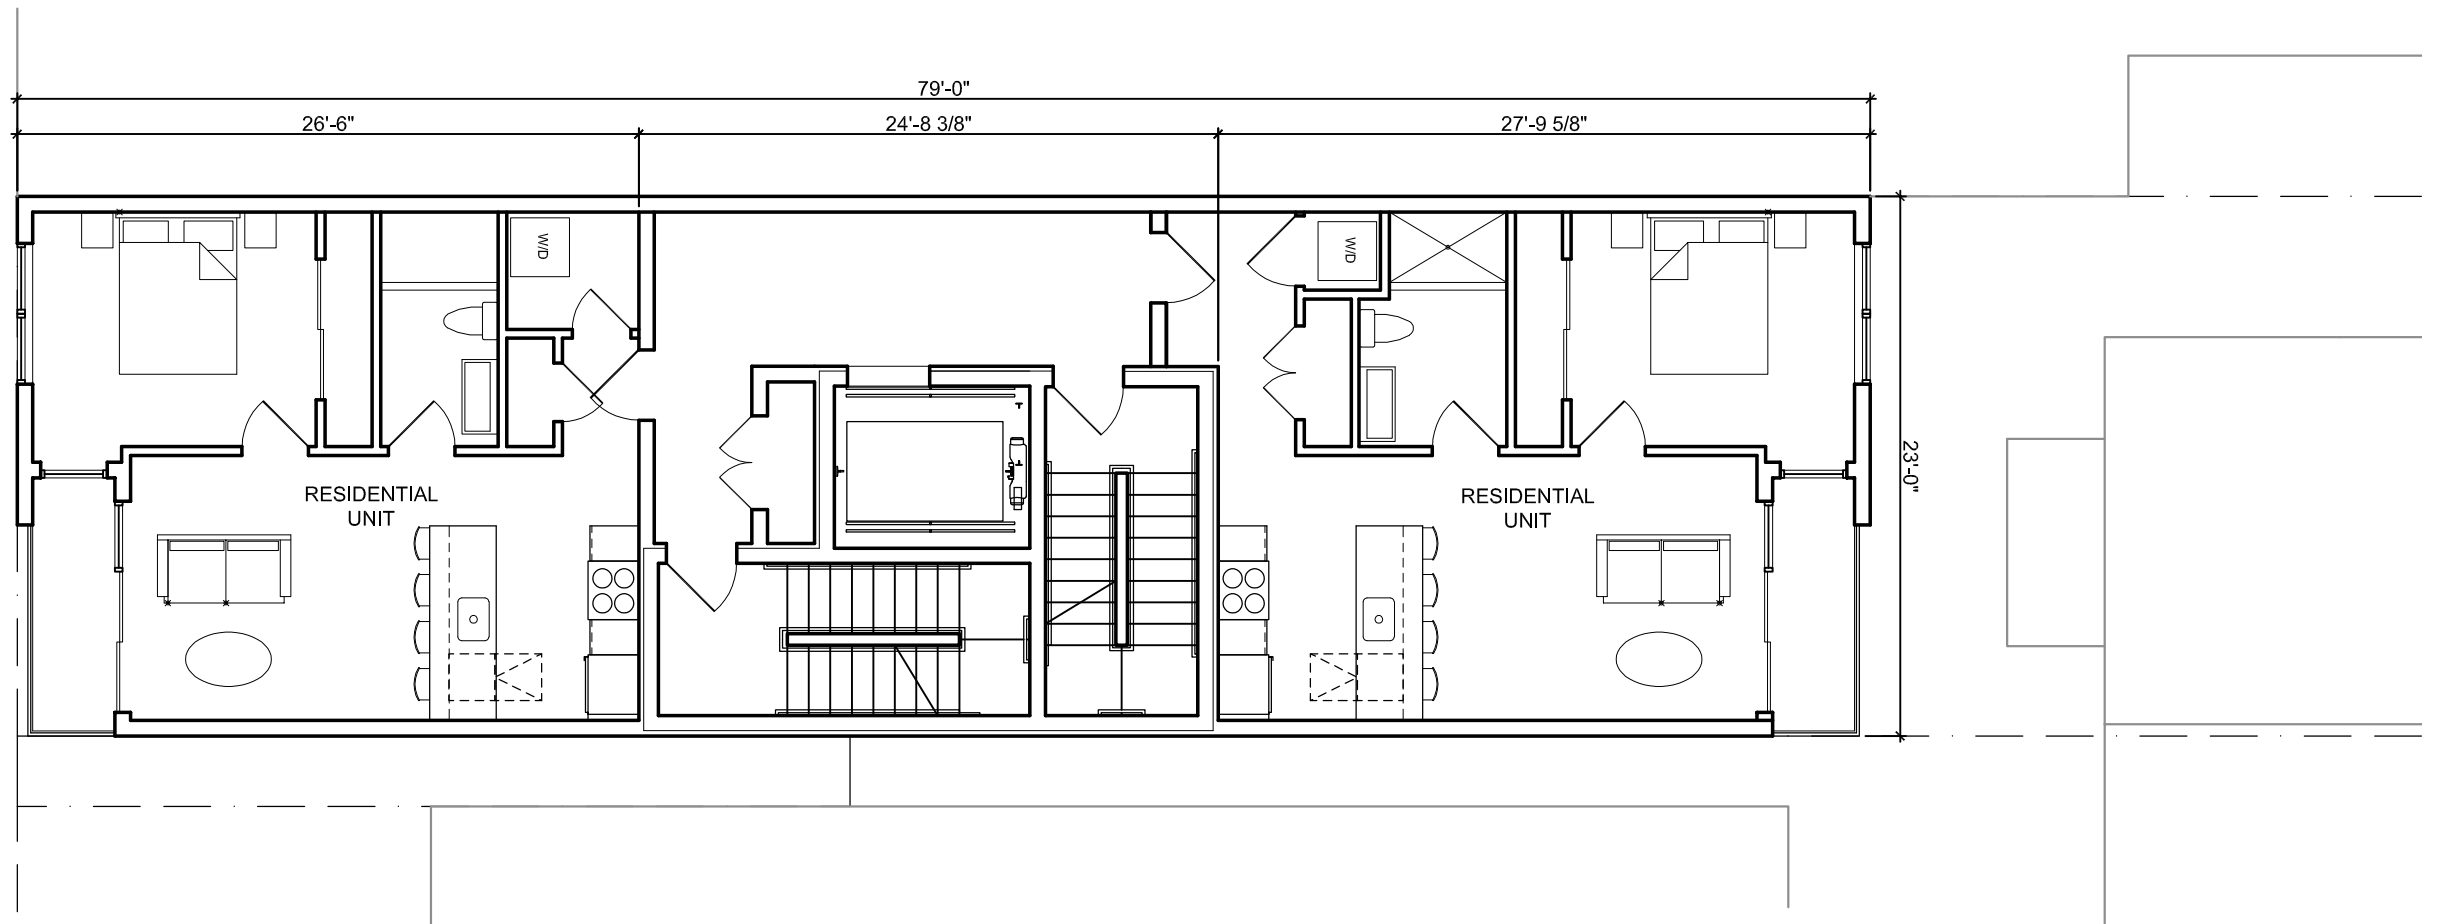 79'-0"
26'-6"
24'-8 3/8"
27'-9 5/8"
W/D
W/D
23'-0"
RESIDENTIAL
UNIT
RESIDENTIAL
UNIT